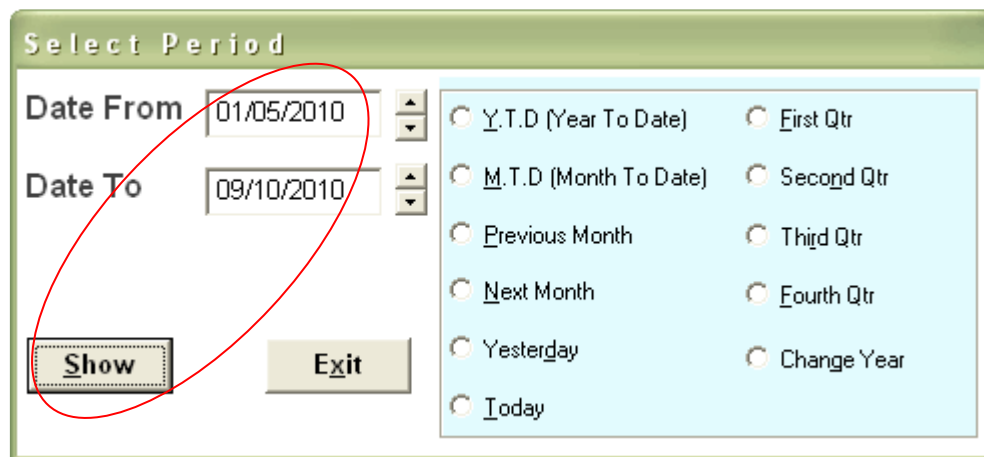 Select Period
Date From 01/05/2010
Date To 09/10/2010
Show Exit
Y.T.D (Year To Date)
M.T.D (Month To Date)
Previous Month
Next Month
Yesterday
Today
First Qtr
Second Qtr
Third Qtr
Fourth Qtr
Change Year